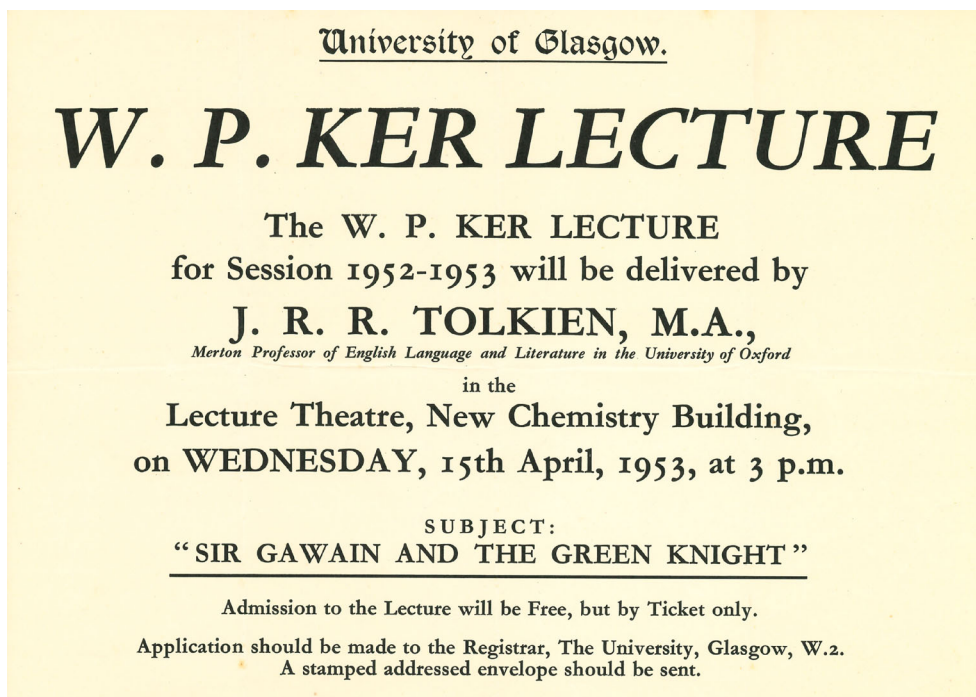 University of Glasgow.
W. P. KER LECTURE
The W. P. KER LECTURE
for Session 1952-1953 will be delivered by
J. R. R. TOLKIEN, M.A.,
Merton Professor of English Language and Literature in the University of Oxford
in the
Lecture Theatre, New Chemistry Building,
on WEDNESDAY, 15th April, 1953, at 3 p.m.
SUBJECT:
“SIR GAWAIN AND THE GREEN KNIGHT”
Admission to the Lecture will be Free, but by Ticket only.
Application should be made to the Registrar, The University, Glasgow, W.2.
A stamped addressed envelope should be sent.